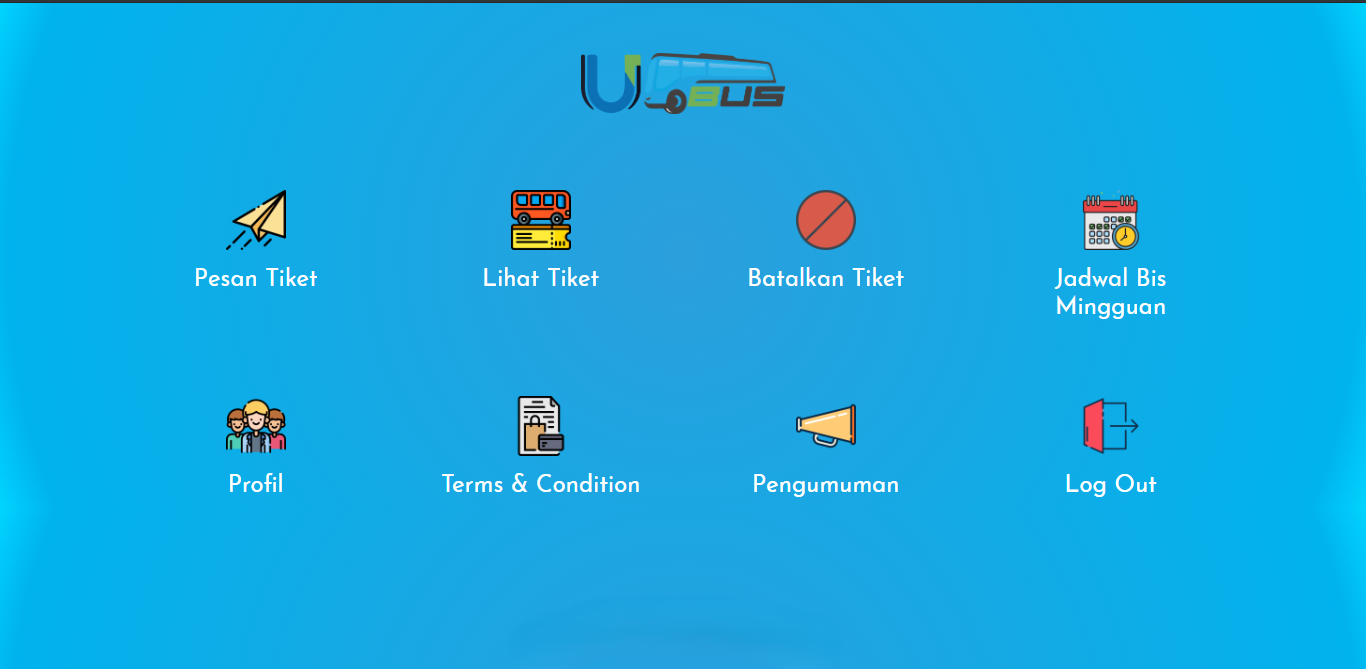 U BUS
Pesan Tiket
Lihat Tiket
Batalkan Tiket
Jadwal Bis
Mingguan
Profil
Terms & Condition
Pengumuman
Log Out